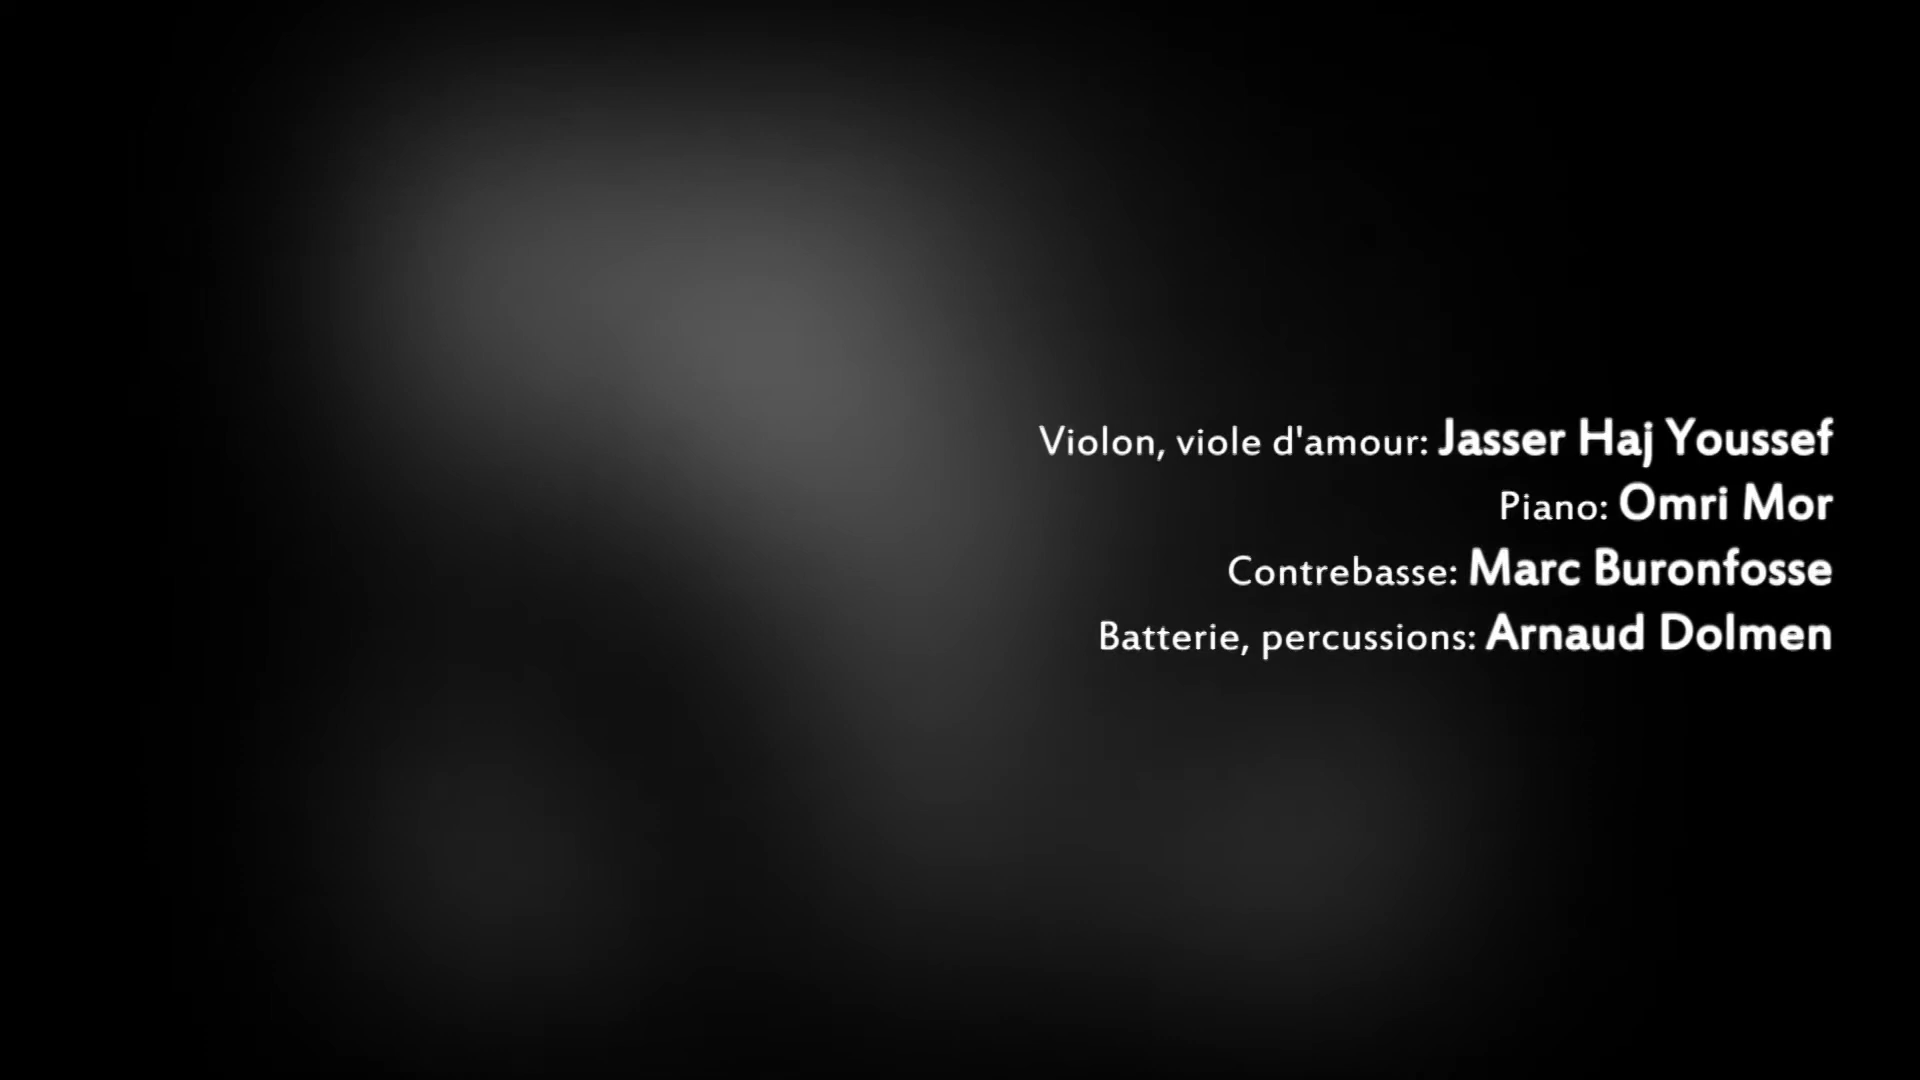 Violon, viole d'amour: Jasser Haj Youssef
Piano: Omri Mor
Contrebasse: Marc Buronfosse
Batterie, percussions: Arnaud Dolmen